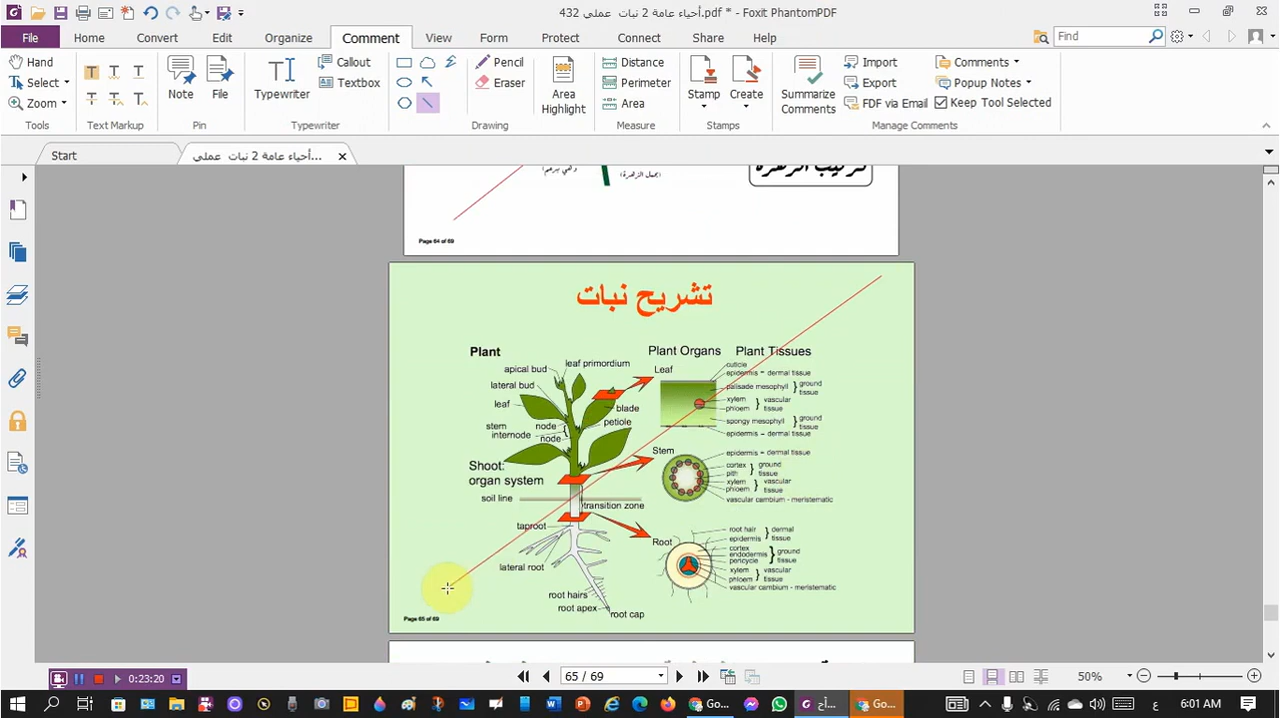 أحياء عامة 2 نبات عملي 432.pdf * - Foxit PhantomPDF
File Home Convert Edit Organize Comment View Form Protect Connect Share Help Find
Hand
Select
Zoom
Tools
Text Markup
Note
File
Pin
Typewriter
Callout
Textbox
Typewriter
Pencil
Eraser
Drawing
Area
Highlight
Distance
Perimeter
Area
Measure
Stamp
Create
Stamps
Summarize
Comments
Import
Export
FDF via Email
Comments
Popup Notes
Keep Tool Selected
Manage Comments
Start
أحياء عامة 2 نبات عملي...
تركيب الزهرة
(تحمل الزهرة)
Page 64 of 69
تشريح نبات
Plant
Plant Organs
Plant Tissues
apical bud
leaf primordium
lateral bud
leaf
blade
petiole
stem
node
internode
node
Shoot:
organ system
soil line
transition zone
taproot
lateral root
root hairs
root apex
root cap
Leaf
cuticle
epidermis - dermal tissue
palisade mesophyll } ground
tissue
xylem } vascular
phloem } tissue
spongy mesophyll } ground
tissue
epidermis - dermal tissue
Stem
epidermis - dermal tissue
cortex } ground
pith } tissue
xylem } vascular
phloem } tissue
vascular cambium - meristematic
Root
root hair } dermal
epidermis } tissue
cortex
endodermis } ground
pericycle } tissue
xylem } vascular
phloem } tissue
vascular cambium - meristematic
Page 65 of 69
0:23:20
65 / 69
50%
Go...
أح...
Go...
ع
6:01 AM